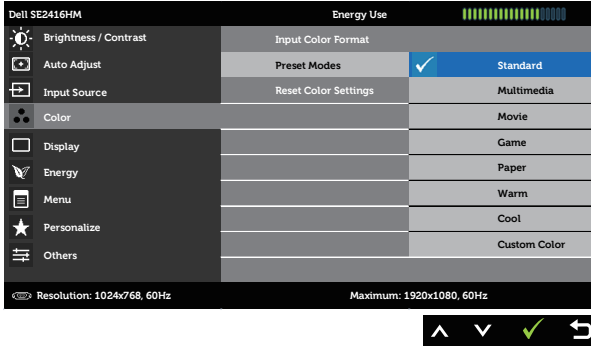 Dell SE2416HM Energy Use
Brightness / Contrast Input Color Format
Auto Adjust Preset Modes Standard
Input Source Reset Color Settings Multimedia
Color Movie
Display Game
Energy Paper
Menu Warm
Personalize Cool
Others Custom Color
Resolution: 1024x768, 60Hz Maximum: 1920x1080, 60Hz